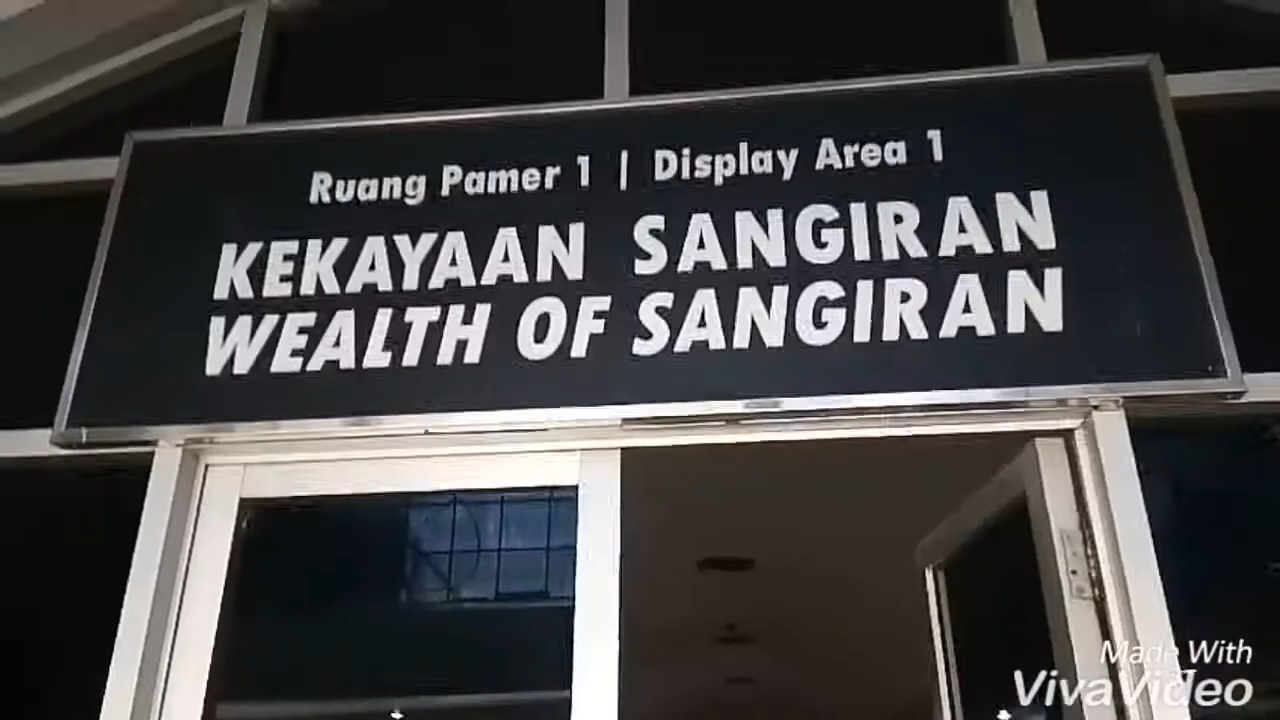 Ruang Pamer 1 | Display Area 1
KEKAYAAN SANGIRAN
WEALTH OF SANGIRAN
Made With
VivaVideo